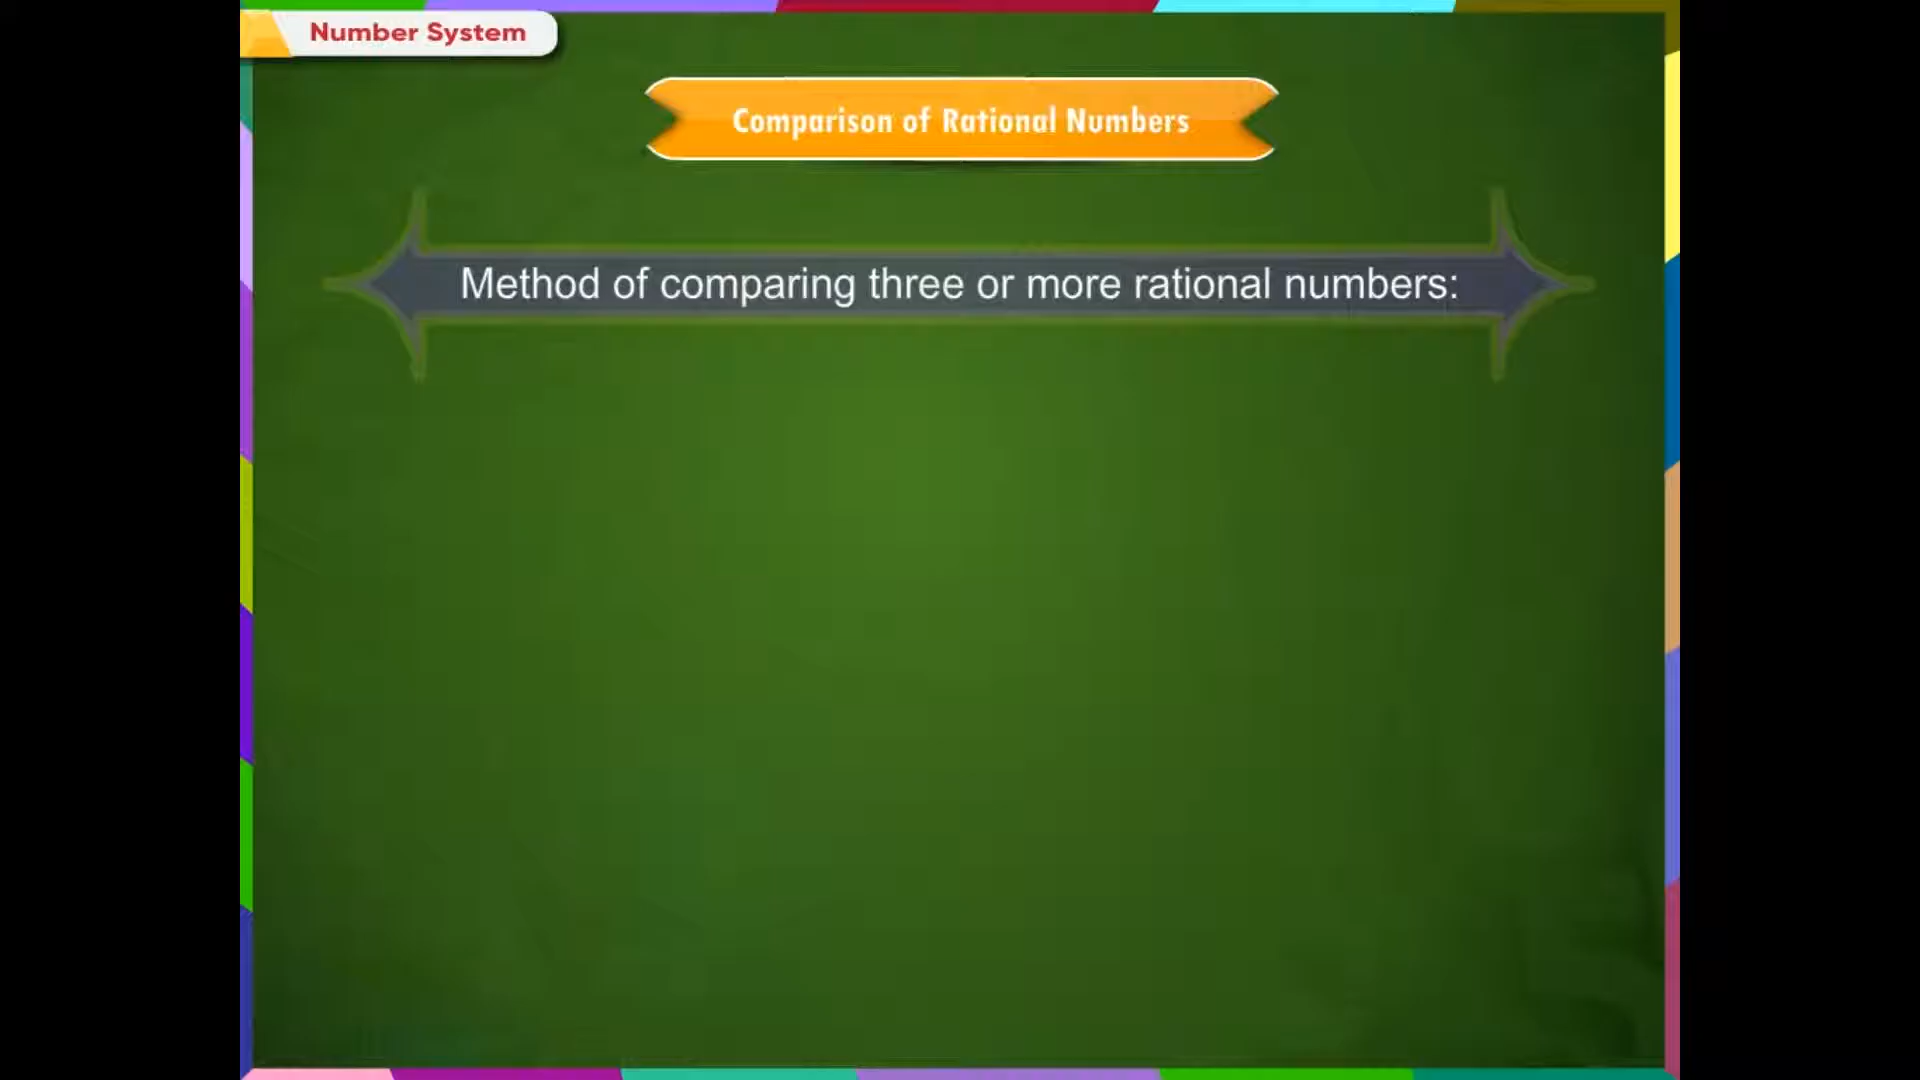 Number System
Comparison of Rational Numbers
Method of comparing three or more rational numbers: